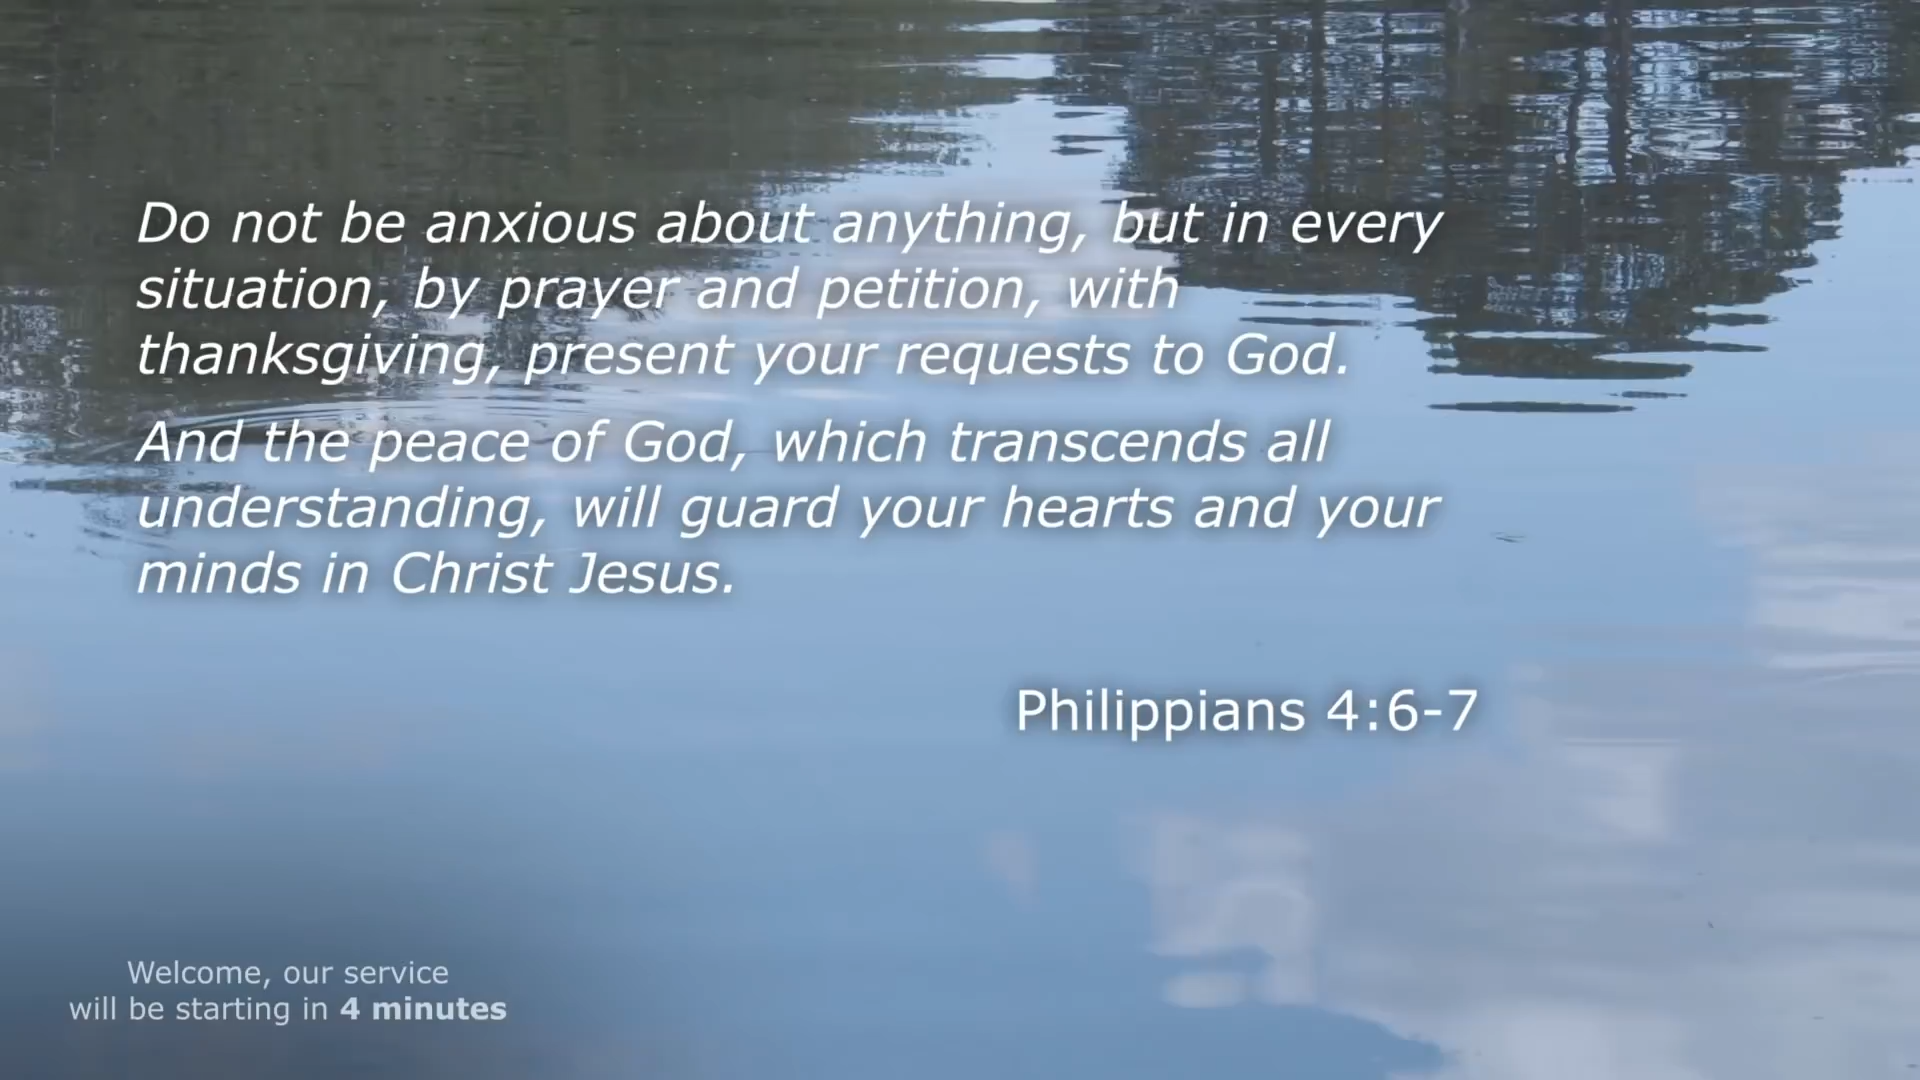 Do not be anxious about anything, but in every
situation, by prayer and petition, with
thanksgiving, present your requests to God.
And the peace of God, which transcends all
understanding, will guard your hearts and your
minds in Christ Jesus.
Philippians 4:6-7
Welcome, our service
will be starting in 4 minutes